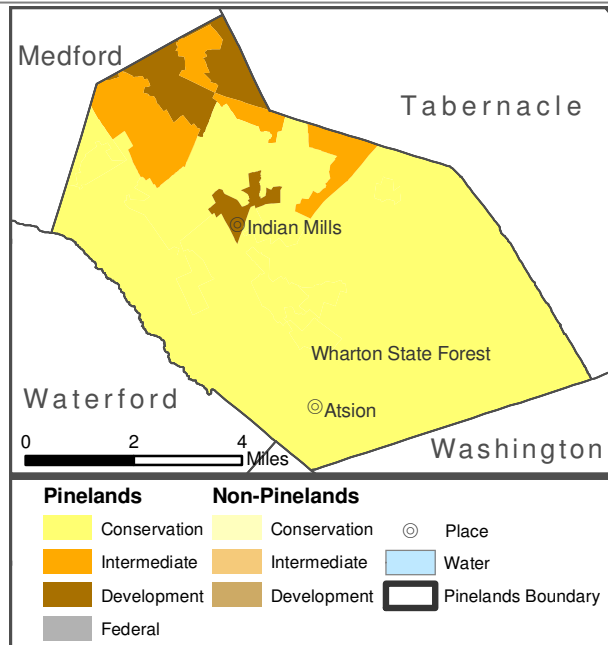 Medford
Tabernacle
Indian Mills
Wharton State Forest
Waterford
Atsion
Washington
0 2 4
Miles
Pinelands Non-Pinelands
Conservation Conservation Place
Intermediate Intermediate Water
Development Development Pinelands Boundary
Federal